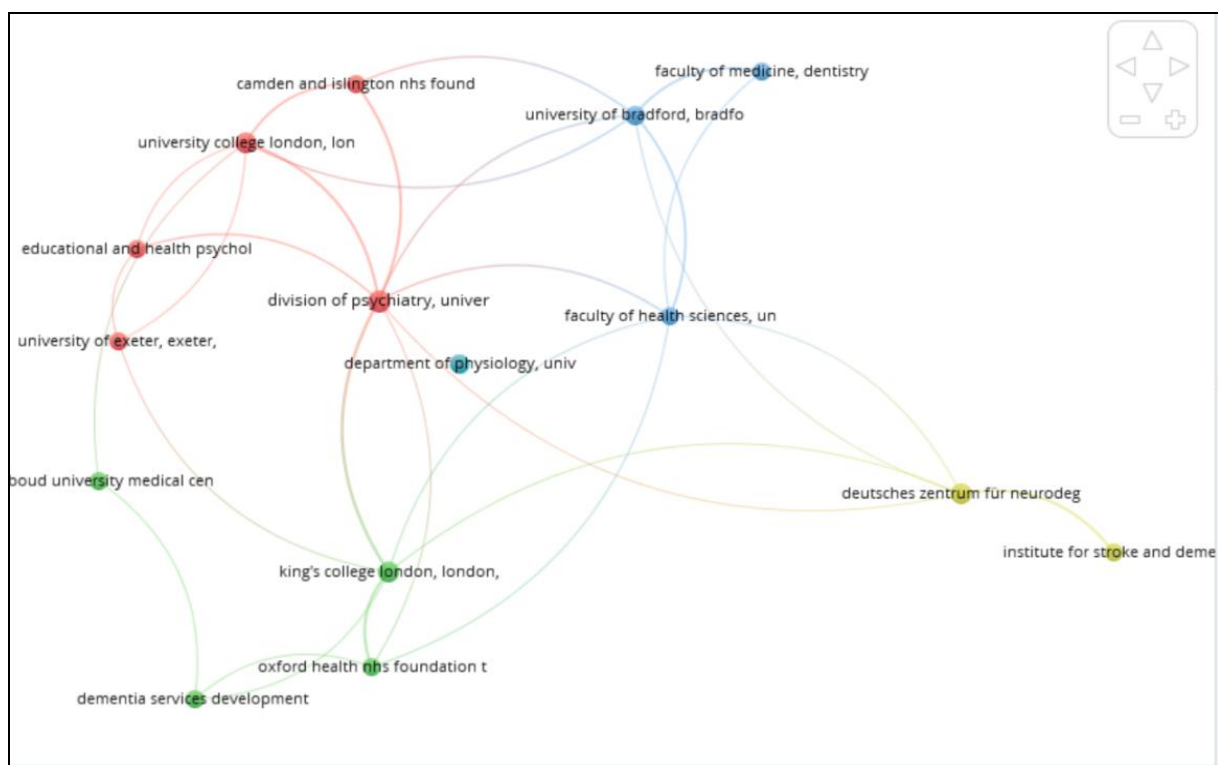 camden and islington nhs found
faculty of medicine, dentistry
university of bradford, bradfo
university college london, lon
educational and health psychol
division of psychiatry, univer
faculty of health sciences, un
university of exeter, exeter,
department of physiology, univ
boud university medical cen
deutsches zentrum für neurodeg
institute for stroke and deme
king's college london, london,
oxford health nhs foundation t
dementia services development